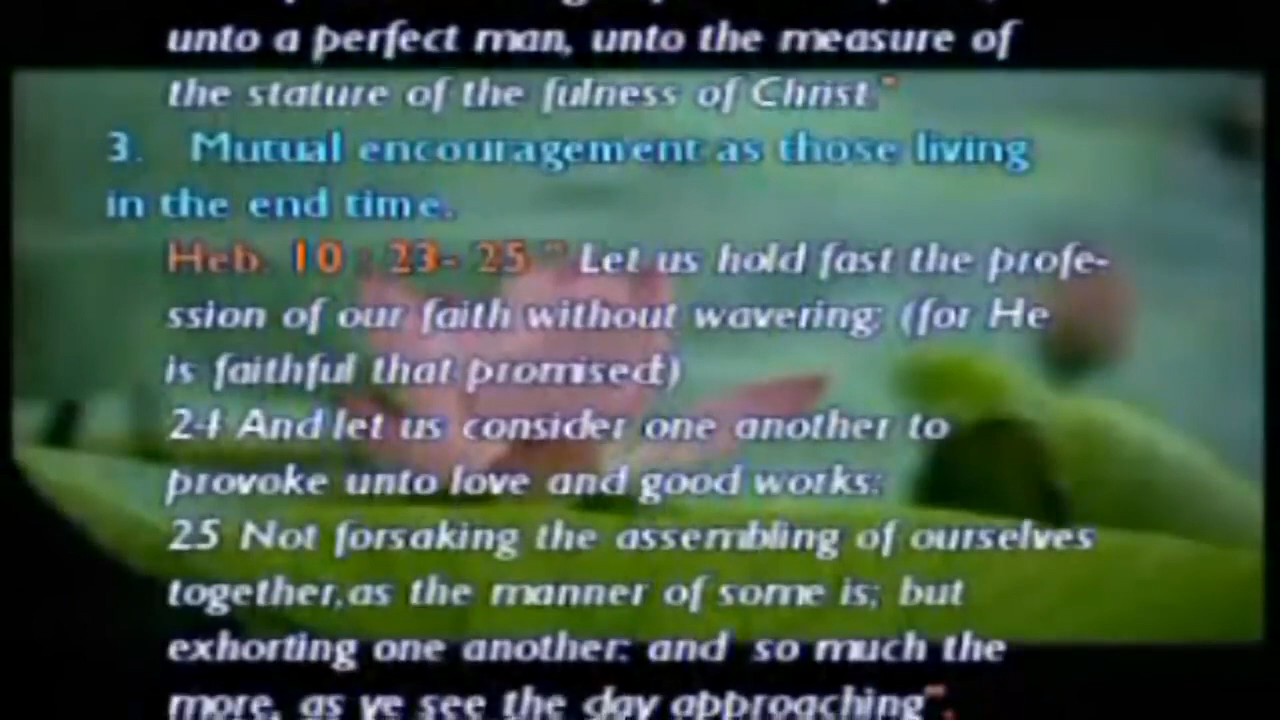 unto a perfect man, unto the measure of
the stature of the fulness of Christ."
3. Mutual encouragement as those living
in the end time.
Heb. 10 : 23- 25 " Let us hold fast the profe-
ssion of our faith without wavering; (for He
is faithful that promised;)
24 And let us consider one another to
provoke unto love and good works:
25 Not forsaking the assembling of ourselves
together,as the manner of some is; but
exhorting one another: and so much the
more, as ye see the day approaching".